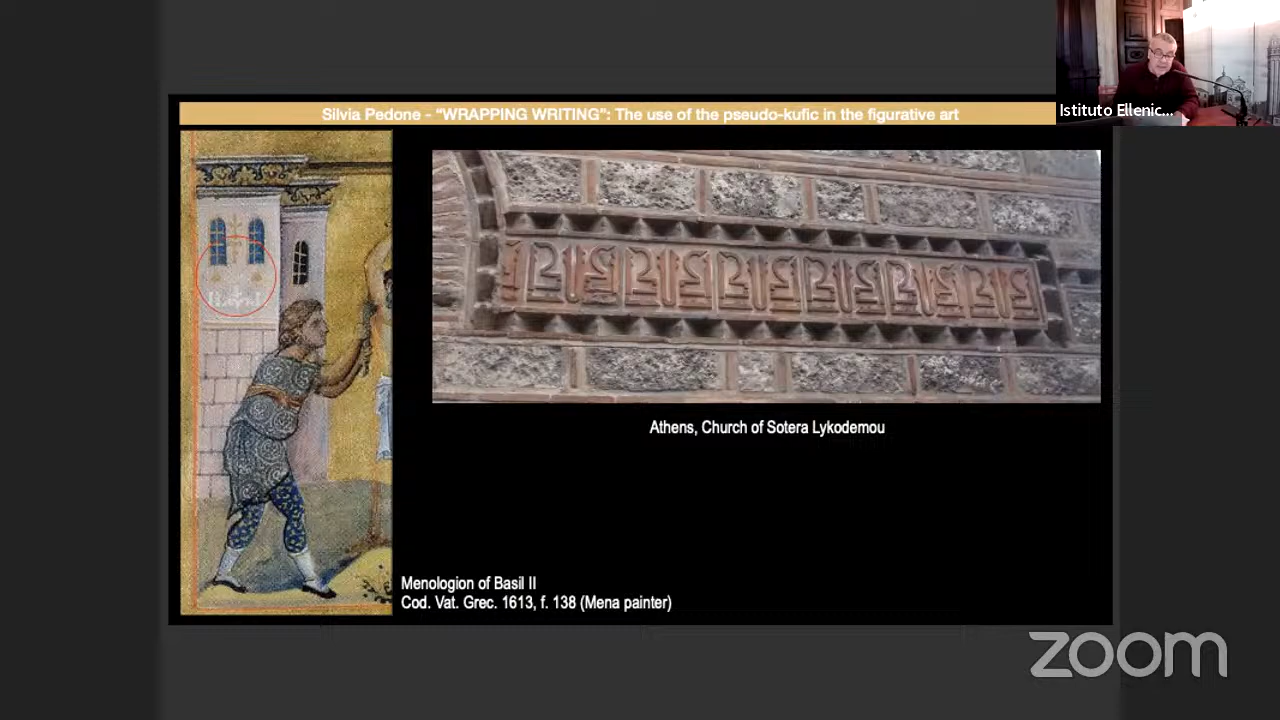 Silvia Pedone - “WRAPPING WRITING”: The use of the pseudo-kufic in the figurative art
Istituto Ellenic...
Athens, Church of Sotera Lykodemou
Menologion of Basil II
Cod. Vat. Grec. 1613, f. 138 (Mena painter)
zoom